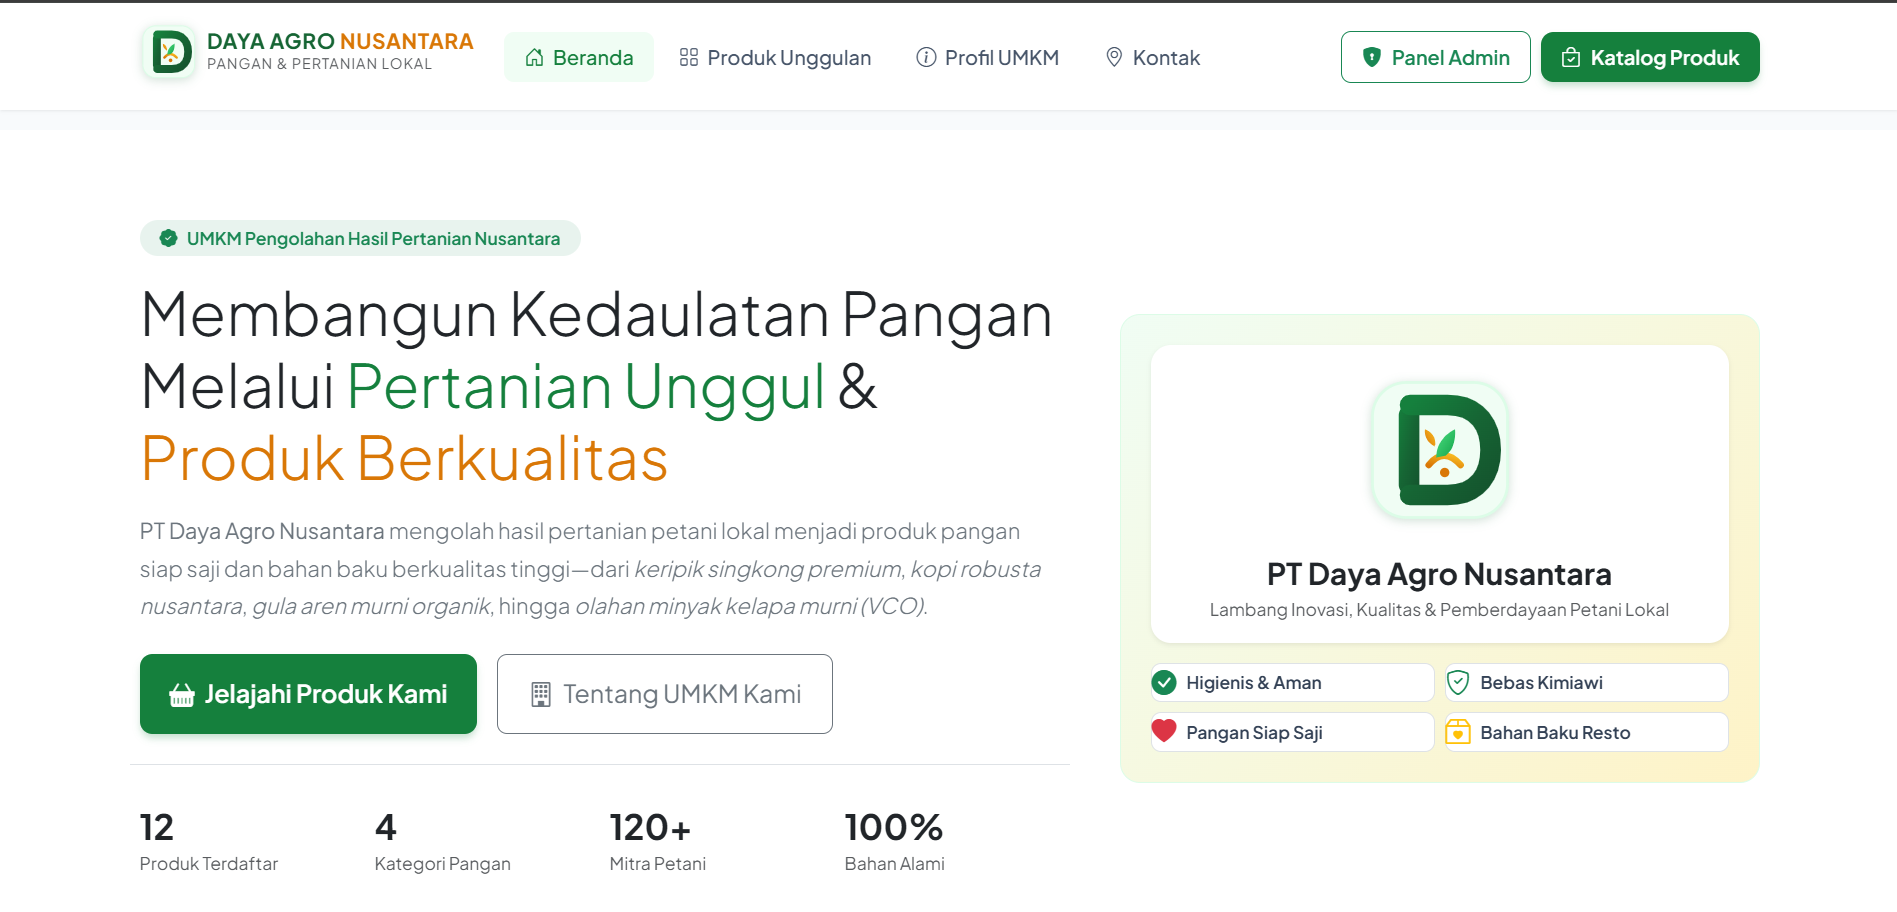 DAYA AGRO NUSANTARA
PANGAN & PERTANIAN LOKAL
Beranda
Produk Unggulan
Profil UMKM
Kontak
Panel Admin
Katalog Produk
UMKM Pengolahan Hasil Pertanian Nusantara
Membangun Kedaulatan Pangan
Melalui Pertanian Unggul &
Produk Berkualitas
PT Daya Agro Nusantara mengolah hasil pertanian petani lokal menjadi produk pangan
siap saji dan bahan baku berkualitas tinggi—dari keripik singkong premium, kopi robusta
nusantara, gula aren murni organik, hingga olahan minyak kelapa murni (VCO).
Jelajahi Produk Kami
Tentang UMKM Kami
12
Produk Terdaftar
4
Kategori Pangan
120+
Mitra Petani
100%
Bahan Alami
PT Daya Agro Nusantara
Lambang Inovasi, Kualitas & Pemberdayaan Petani Lokal
Higienis & Aman
Bebas Kimiawi
Pangan Siap Saji
Bahan Baku Resto